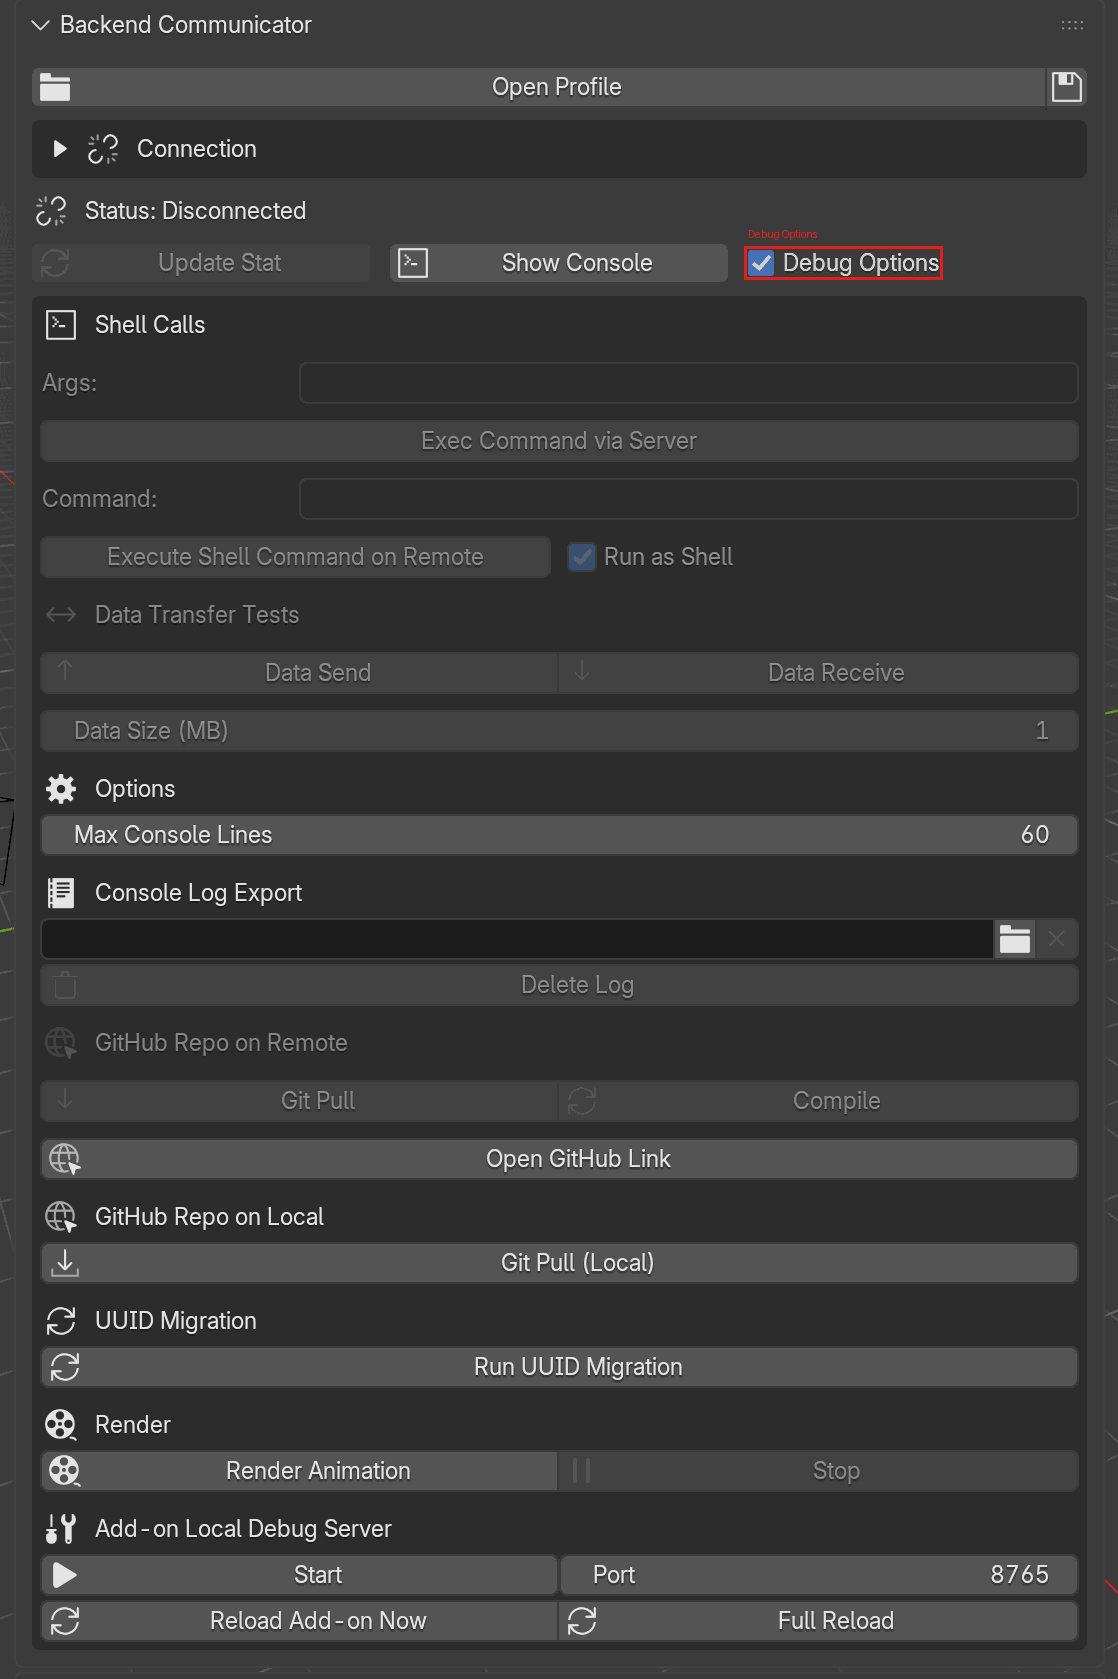 Backend Communicator
Open Profile
Connection
Status: Disconnected
Debug Options
Update Stat
Show Console
Debug Options
Shell Calls
Args:
Exec Command via Server
Command:
Execute Shell Command on Remote
Run as Shell
Data Transfer Tests
Data Send
Data Receive
Data Size (MB) 1
Options
Max Console Lines 60
Console Log Export
Delete Log
GitHub Repo on Remote
Git Pull
Compile
Open GitHub Link
GitHub Repo on Local
Git Pull (Local)
UUID Migration
Run UUID Migration
Render
Render Animation
Stop
Add-on Local Debug Server
Start
Port 8765
Reload Add-on Now
Full Reload